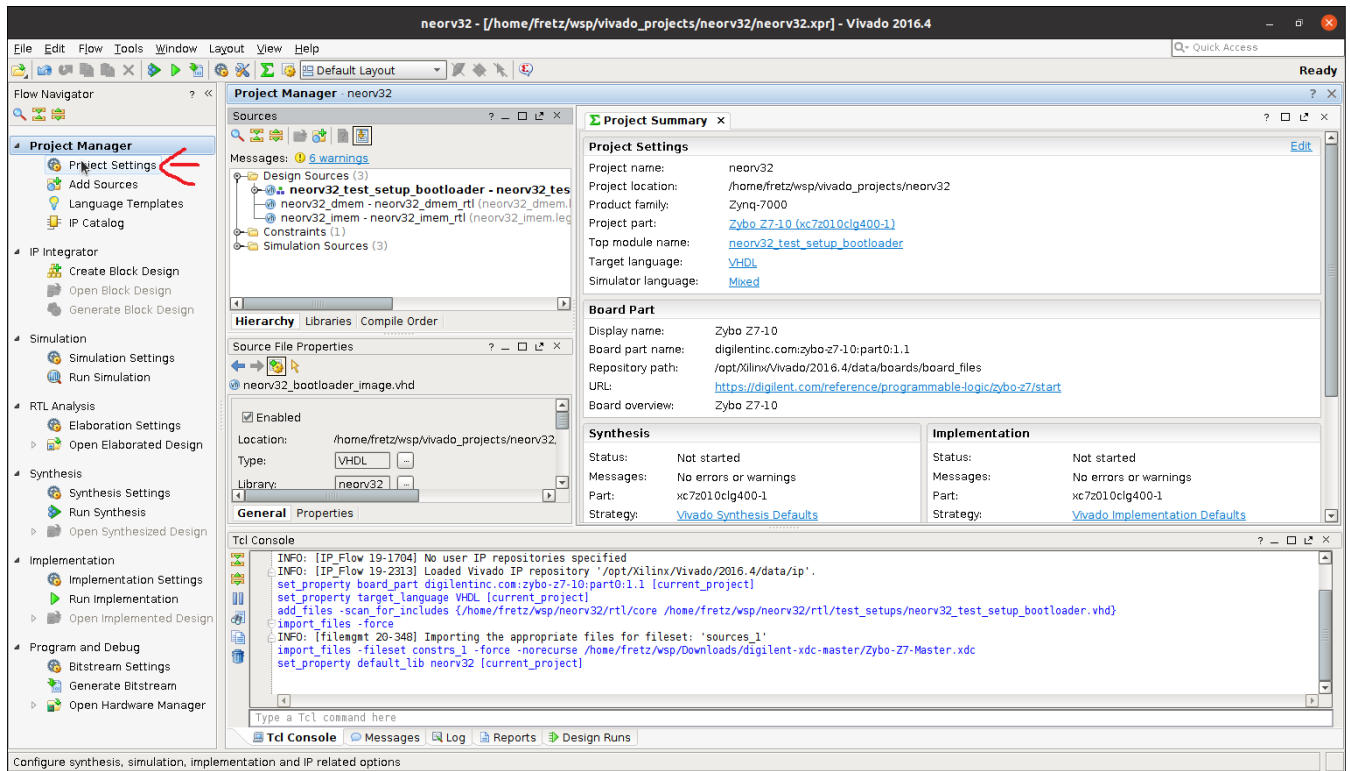 neorv32 - [/home/fretz/wsp/vivado_projects/neorv32/neorv32.xpr] - Vivado 2016.4
File Edit Flow Tools Window Layout View Help
Quick Access
Default Layout
Ready
Flow Navigator
Project Manager
Project Settings
Add Sources
Language Templates
IP Catalog
IP Integrator
Create Block Design
Open Block Design
Generate Block Design
Simulation
Simulation Settings
Run Simulation
RTL Analysis
Elaboration Settings
Open Elaborated Design
Synthesis
Synthesis Settings
Run Synthesis
Open Synthesized Design
Implementation
Implementation Settings
Run Implementation
Open Implemented Design
Program and Debug
Bitstream Settings
Generate Bitstream
Open Hardware Manager
Project Manager - neorv32
Sources
Messages: 6 warnings
Design Sources (3)
neorv32_test_setup_bootloader - neorv32_tes
neorv32_dmem - neorv32_dmem_rtl (neorv32_dmem.l
neorv32_imem - neorv32_imem_rtl (neorv32_imem.leg
Constraints (1)
Simulation Sources (3)
Hierarchy Libraries Compile Order
Source File Properties
neorv32_bootloader_image.vhd
Enabled
Location: /home/fretz/wsp/vivado_projects/neorv32,
Type: VHDL ...
Library: neorv32 ...
General Properties
Σ Project Summary ×
Project Settings Edit
Project name: neorv32
Project location: /home/fretz/wsp/vivado_projects/neorv32
Product family: Zynq-7000
Project part: Zybo Z7-10 (xc7z010clg400-1)
Top module name: neorv32_test_setup_bootloader
Target language: VHDL
Simulator language: Mixed
Board Part
Display name: Zybo Z7-10
Board part name: digilentinc.com:zybo-z7-10:part0:1.1
Repository path: /opt/Xilinx/Vivado/2016.4/data/boards/board_files
URL: https://digilent.com/reference/programmable-logic/zybo-z7/start
Board overview: Zybo Z7-10
Synthesis
Status: Not started
Messages: No errors or warnings
Part: xc7z010clg400-1
Strategy: Vivado Synthesis Defaults
Implementation
Status: Not started
Messages: No errors or warnings
Part: xc7z010clg400-1
Strategy: Vivado Implementation Defaults
Tcl Console
INFO: [IP_Flow 19-1704] No user IP repositories specified
INFO: [IP_Flow 19-2313] Loaded Vivado IP repository '/opt/Xilinx/Vivado/2016.4/data/ip'.
set_property board_part digilentinc.com:zybo-z7-10:part0:1.1 [current_project]
set_property target_language VHDL [current_project]
add_files -scan_for_includes {/home/fretz/wsp/neorv32/rtl/core /home/fretz/wsp/neorv32/rtl/test_setups/neorv32_test_setup_bootloader.vhd}
import_files -force
INFO: [filemgmt 20-348] Importing the appropriate files for fileset: 'sources_1'
import_files -fileset constrs_1 -force -norecurse /home/fretz/wsp/Downloads/digilent-xdc-master/Zybo-Z7-Master.xdc
set_property default_lib neorv32 [current_project]
Type a Tcl command here
Tcl Console Messages Log Reports Design Runs
Configure synthesis, simulation, implementation and IP related options